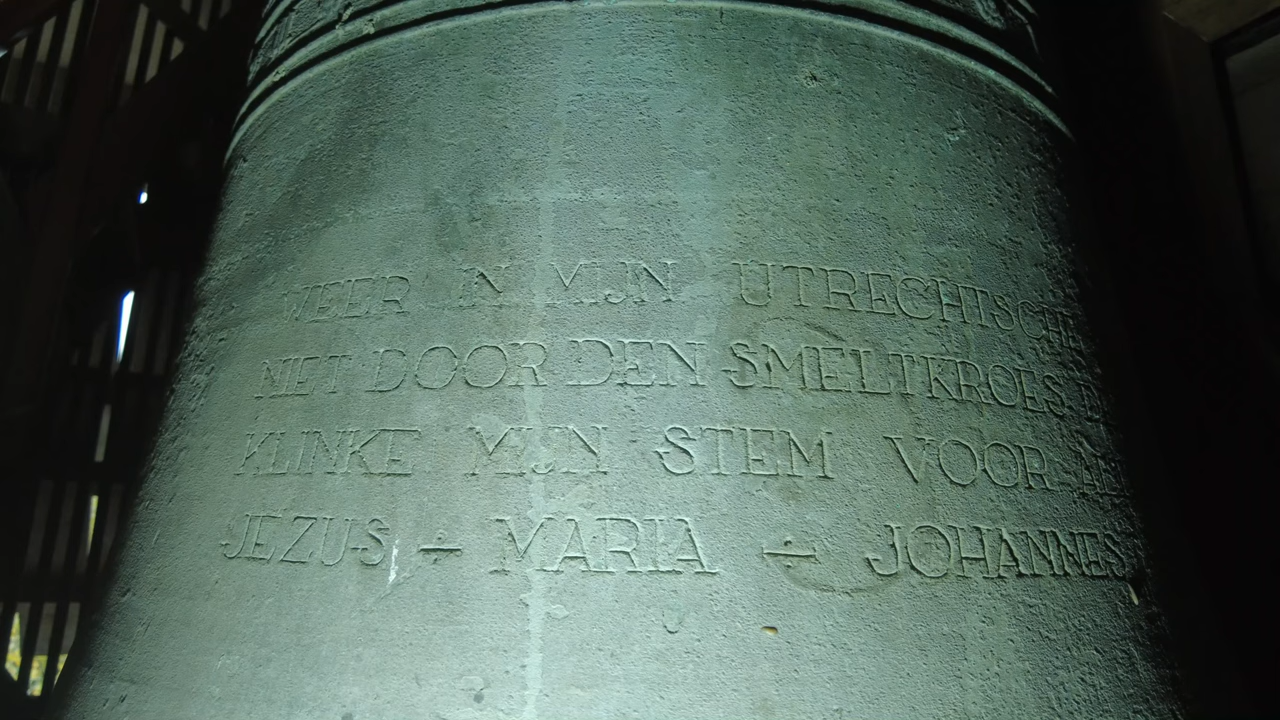 WEER IN MIJN UTRECHTSCHE
NIET DOOR DEN SMELTKROES
KLINKE MIJN STEM VOOR
JEZUS ÷ MARIA ÷ JOHANNES